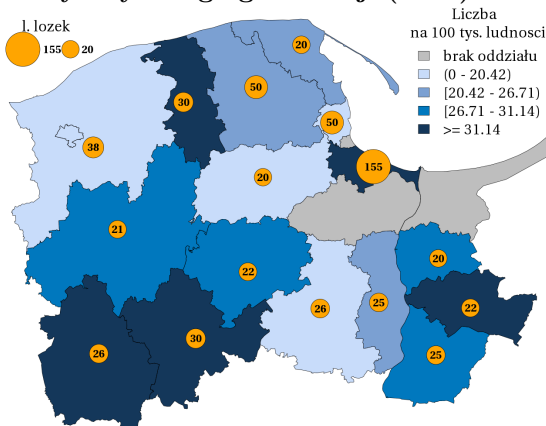 l. lozek
155 20
Liczba
na 100 tys. ludnosci
brak oddziału
(0 - 20.42)
[20.42 - 26.71)
[26.71 - 31.14)
>= 31.14
20
50
30
50
38
155
20
21
22
20
25
26
22
30
25
26